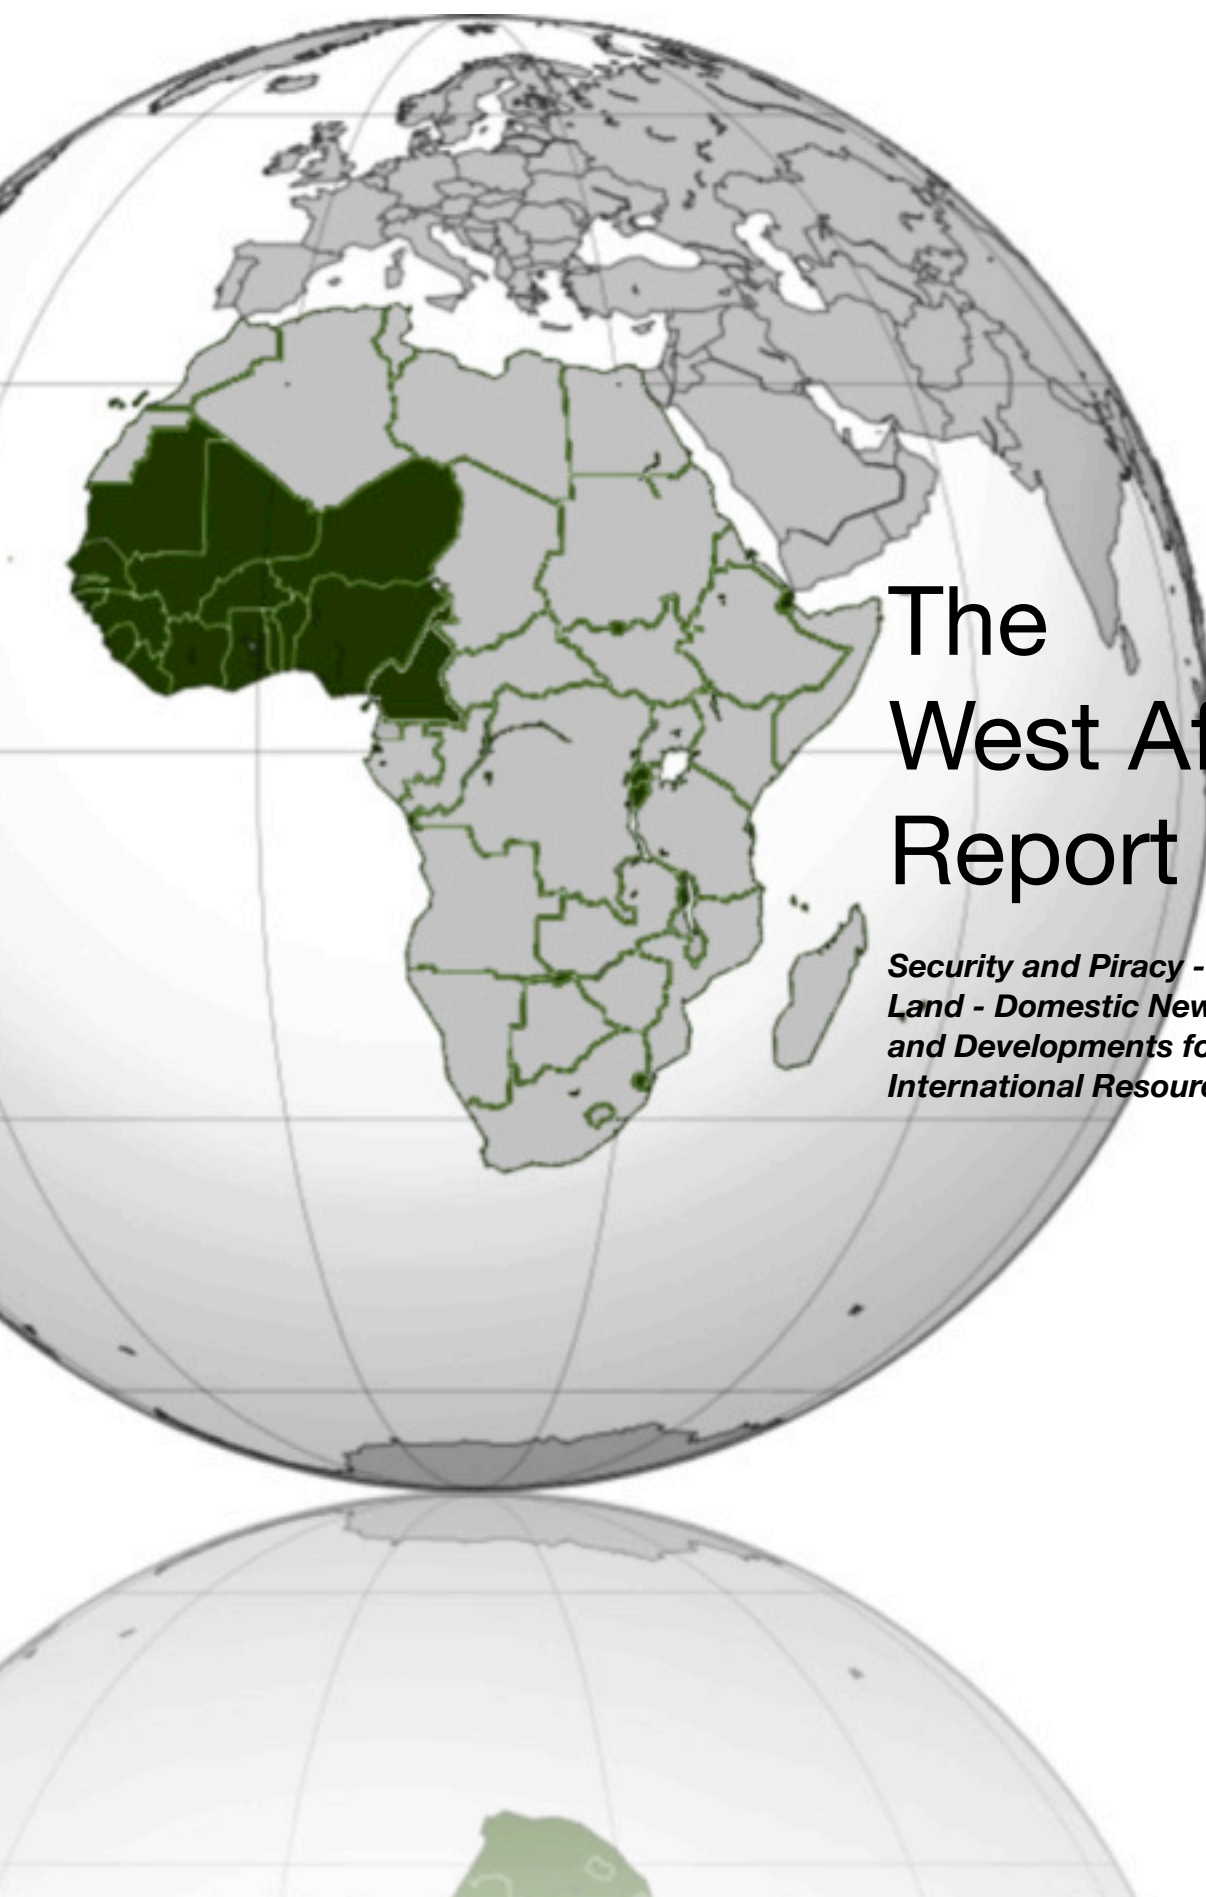 The
West Af
Report
Security and Piracy -
Land - Domestic New
and Developments fo
International Resour